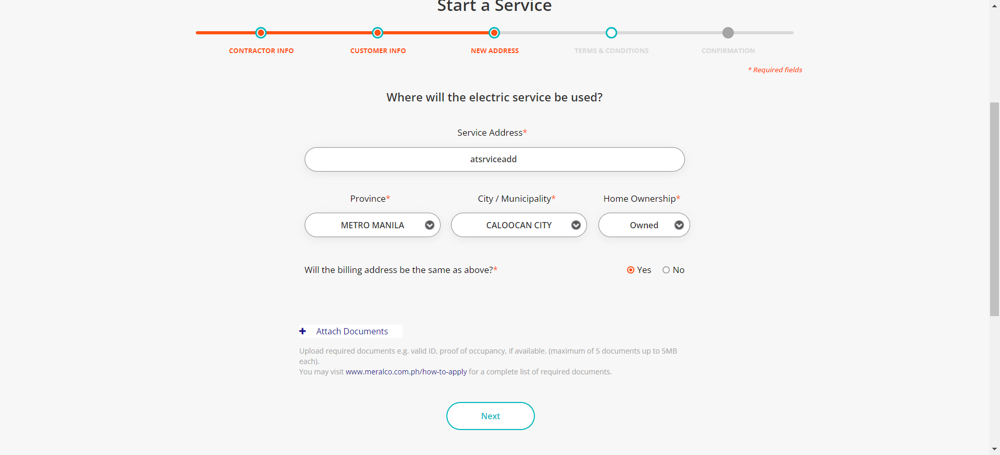 Start a Service
CONTRACTOR INFO
CUSTOMER INFO
NEW ADDRESS
TERMS & CONDITIONS
CONFIRMATION
* Required fields
Where will the electric service be used?
Service Address*
atsrviceadd
Province*
City / Municipality*
Home Ownership*
METRO MANILA
CALOOCAN CITY
Owned
Will the billing address be the same as above?*
Yes
No
Attach Documents
Upload required documents e.g. valid ID, proof of occupancy, if available. (maximum of 5 documents up to 5MB
each).
You may visit www.meralco.com.ph/how-to-apply for a complete list of required documents.
Next